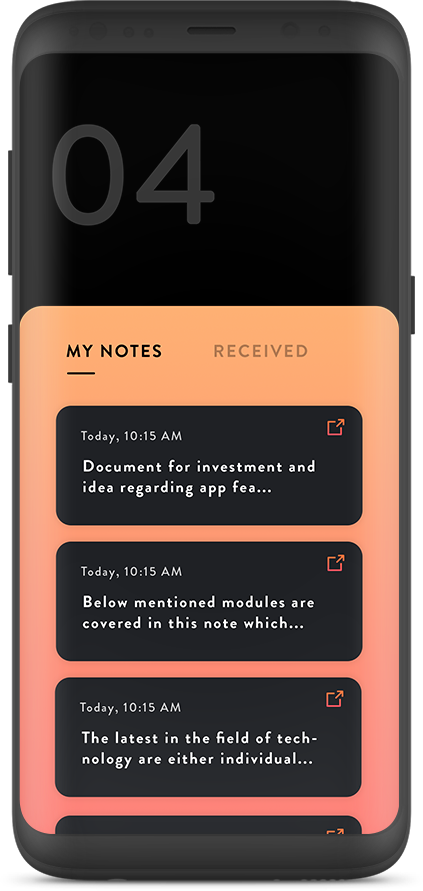 04
MY NOTES
RECEIVED
Today, 10:15 AM
Document for investment and
idea regarding app fea...
Today, 10:15 AM
Below mentioned modules are
covered in this note which...
Today, 10:15 AM
The latest in the field of tech-
nology are either individual...